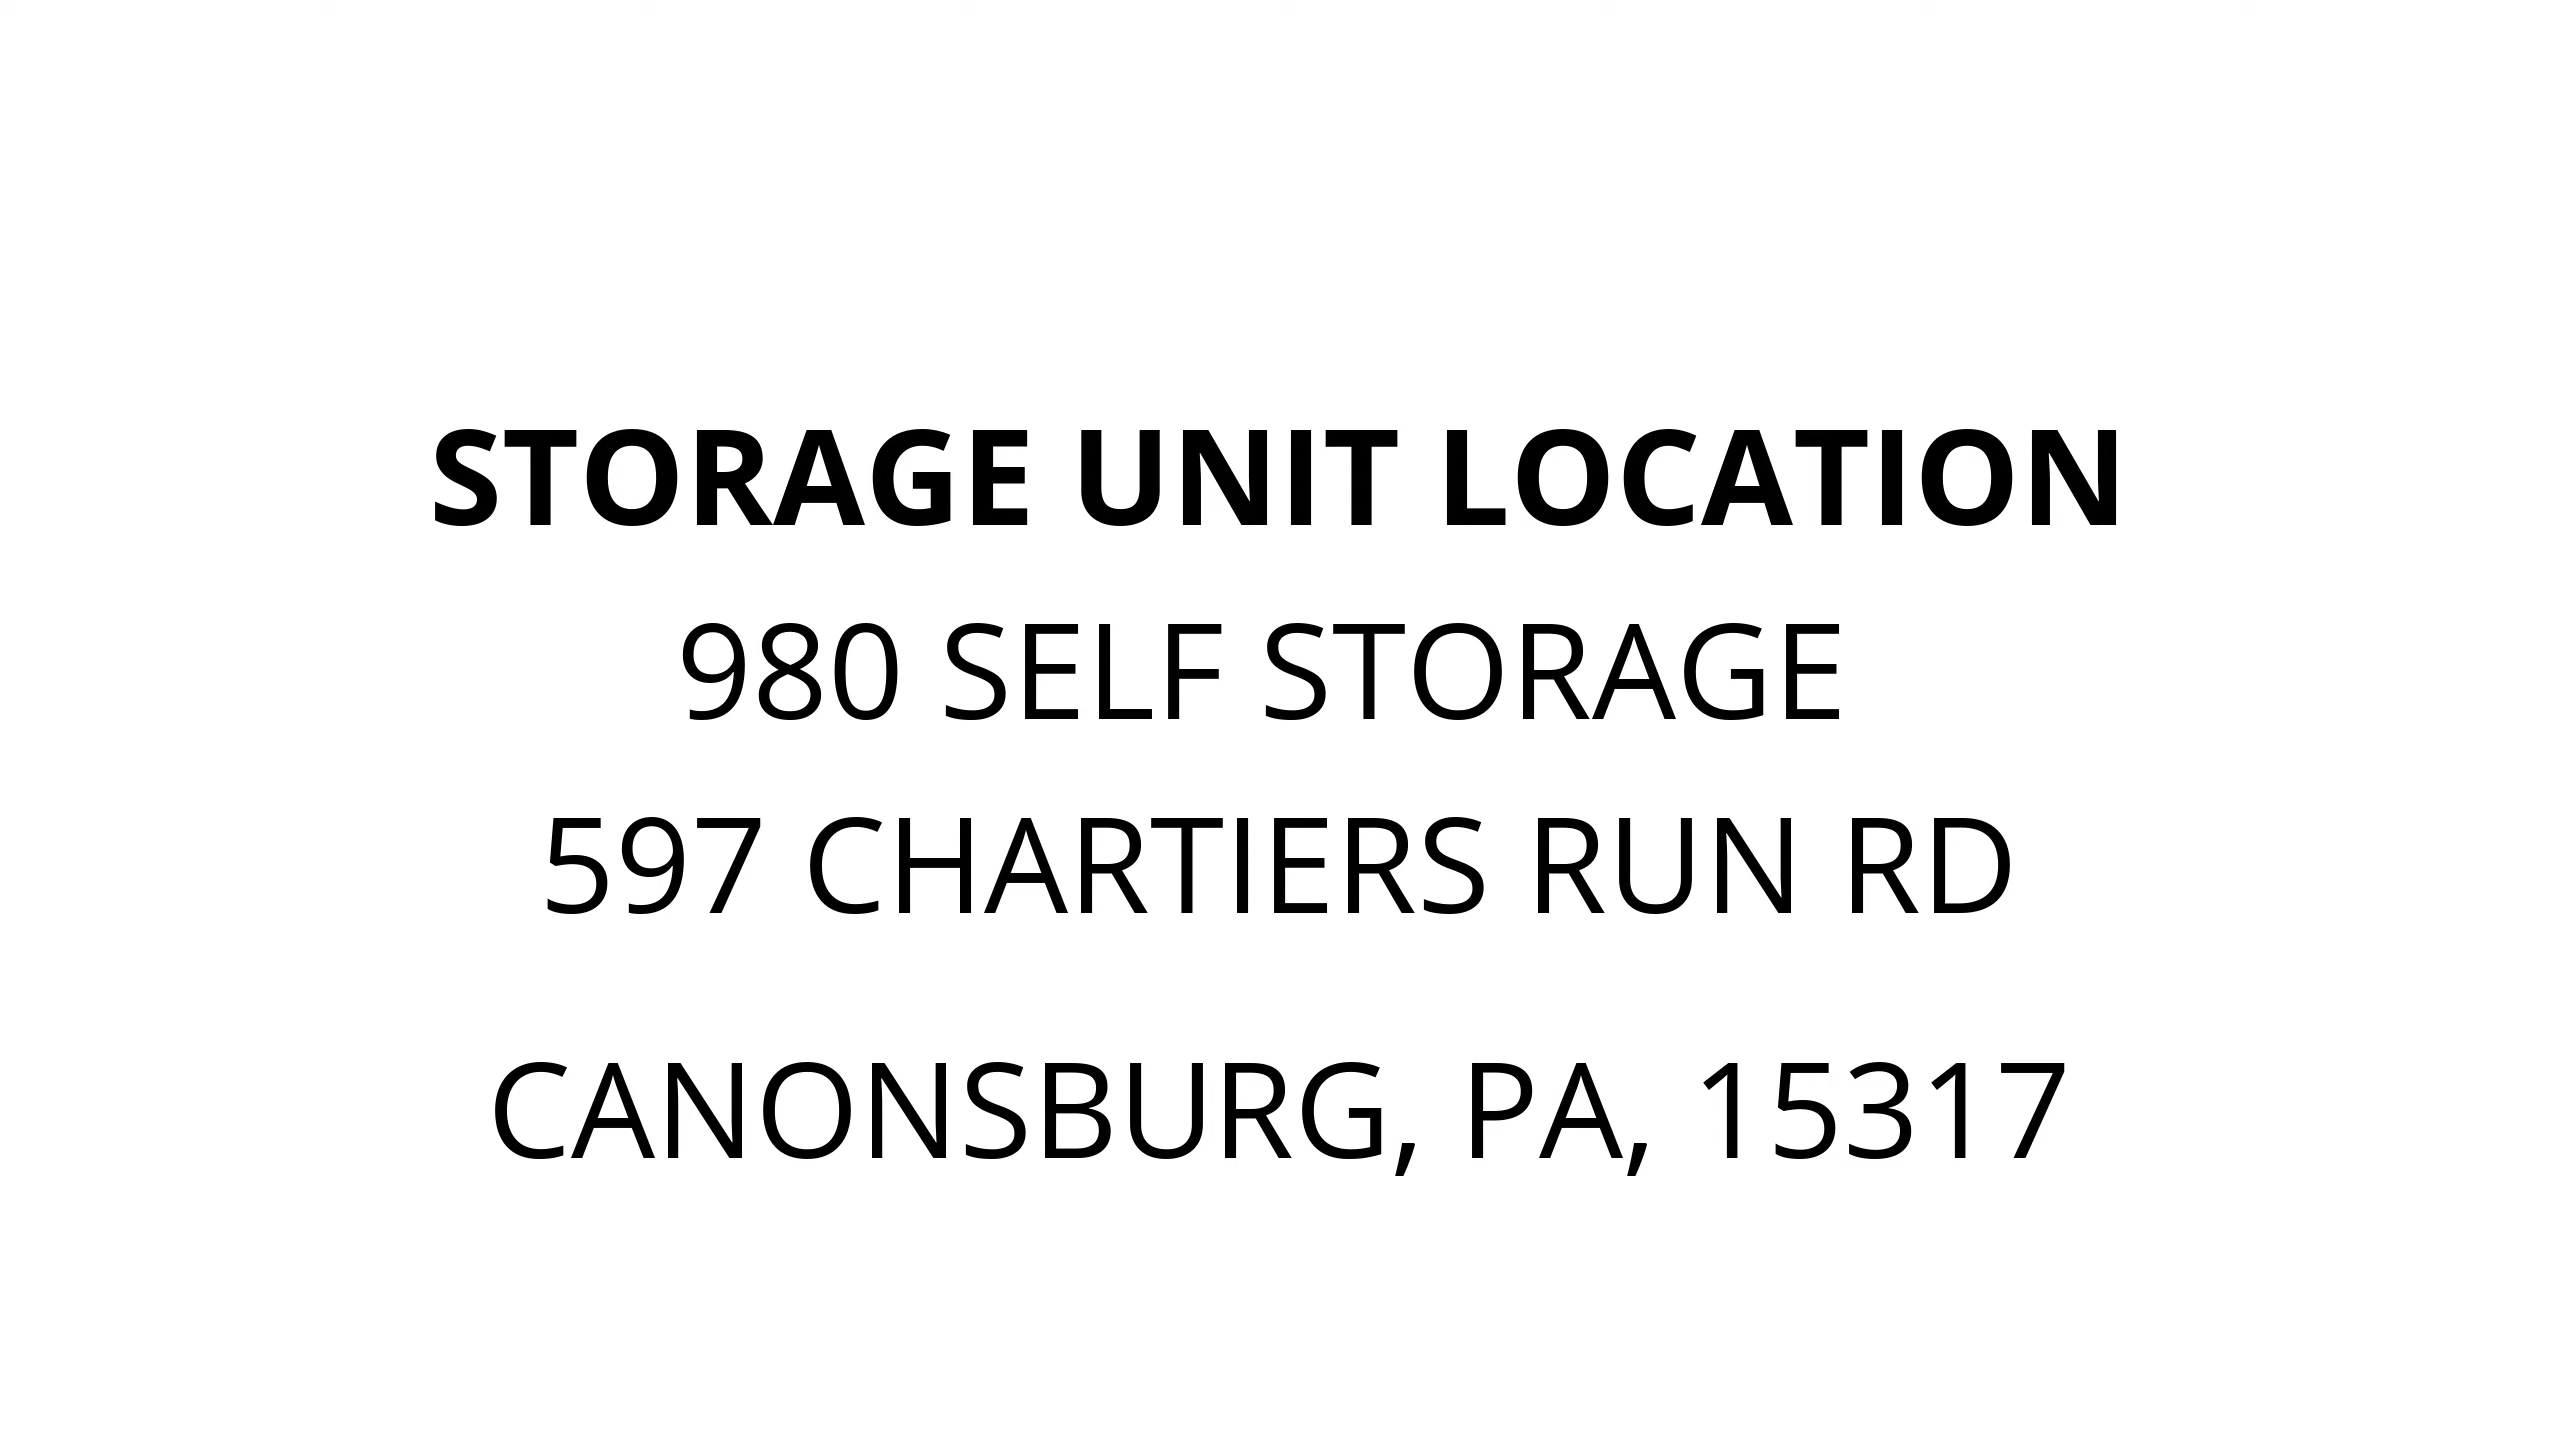 STORAGE UNIT LOCATION
980 SELF STORAGE
597 CHARTIERS RUN RD
CANONSBURG, PA, 15317